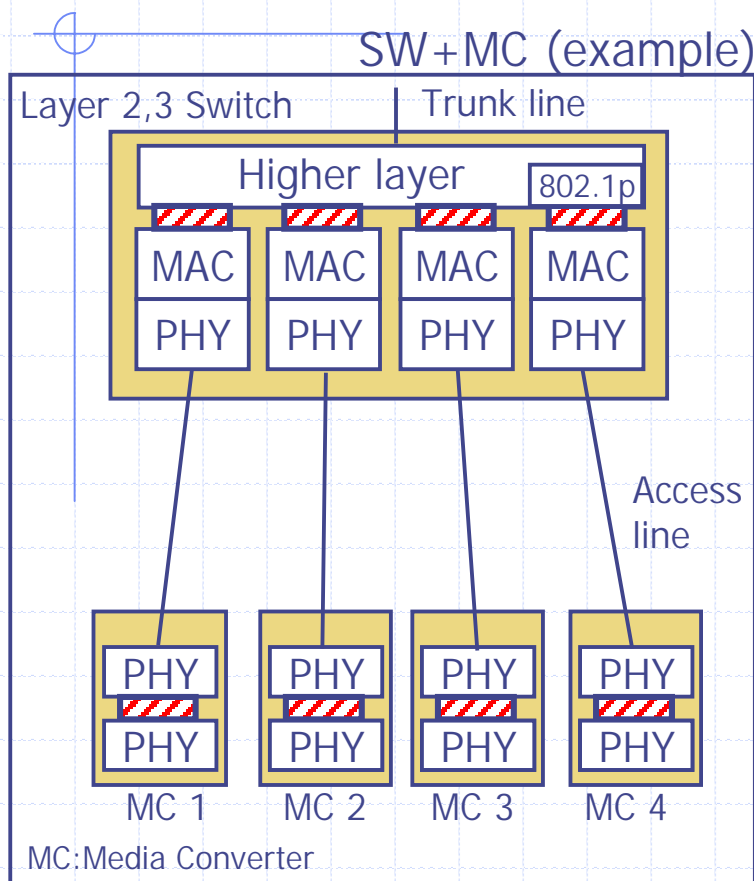 SW+MC (example)
Layer 2,3 Switch
Trunk line
Higher layer
802.1p
MAC MAC MAC MAC
PHY PHY PHY PHY
Access
line
PHY PHY PHY PHY
PHY PHY PHY PHY
MC 1 MC 2 MC 3 MC 4
MC:Media Converter